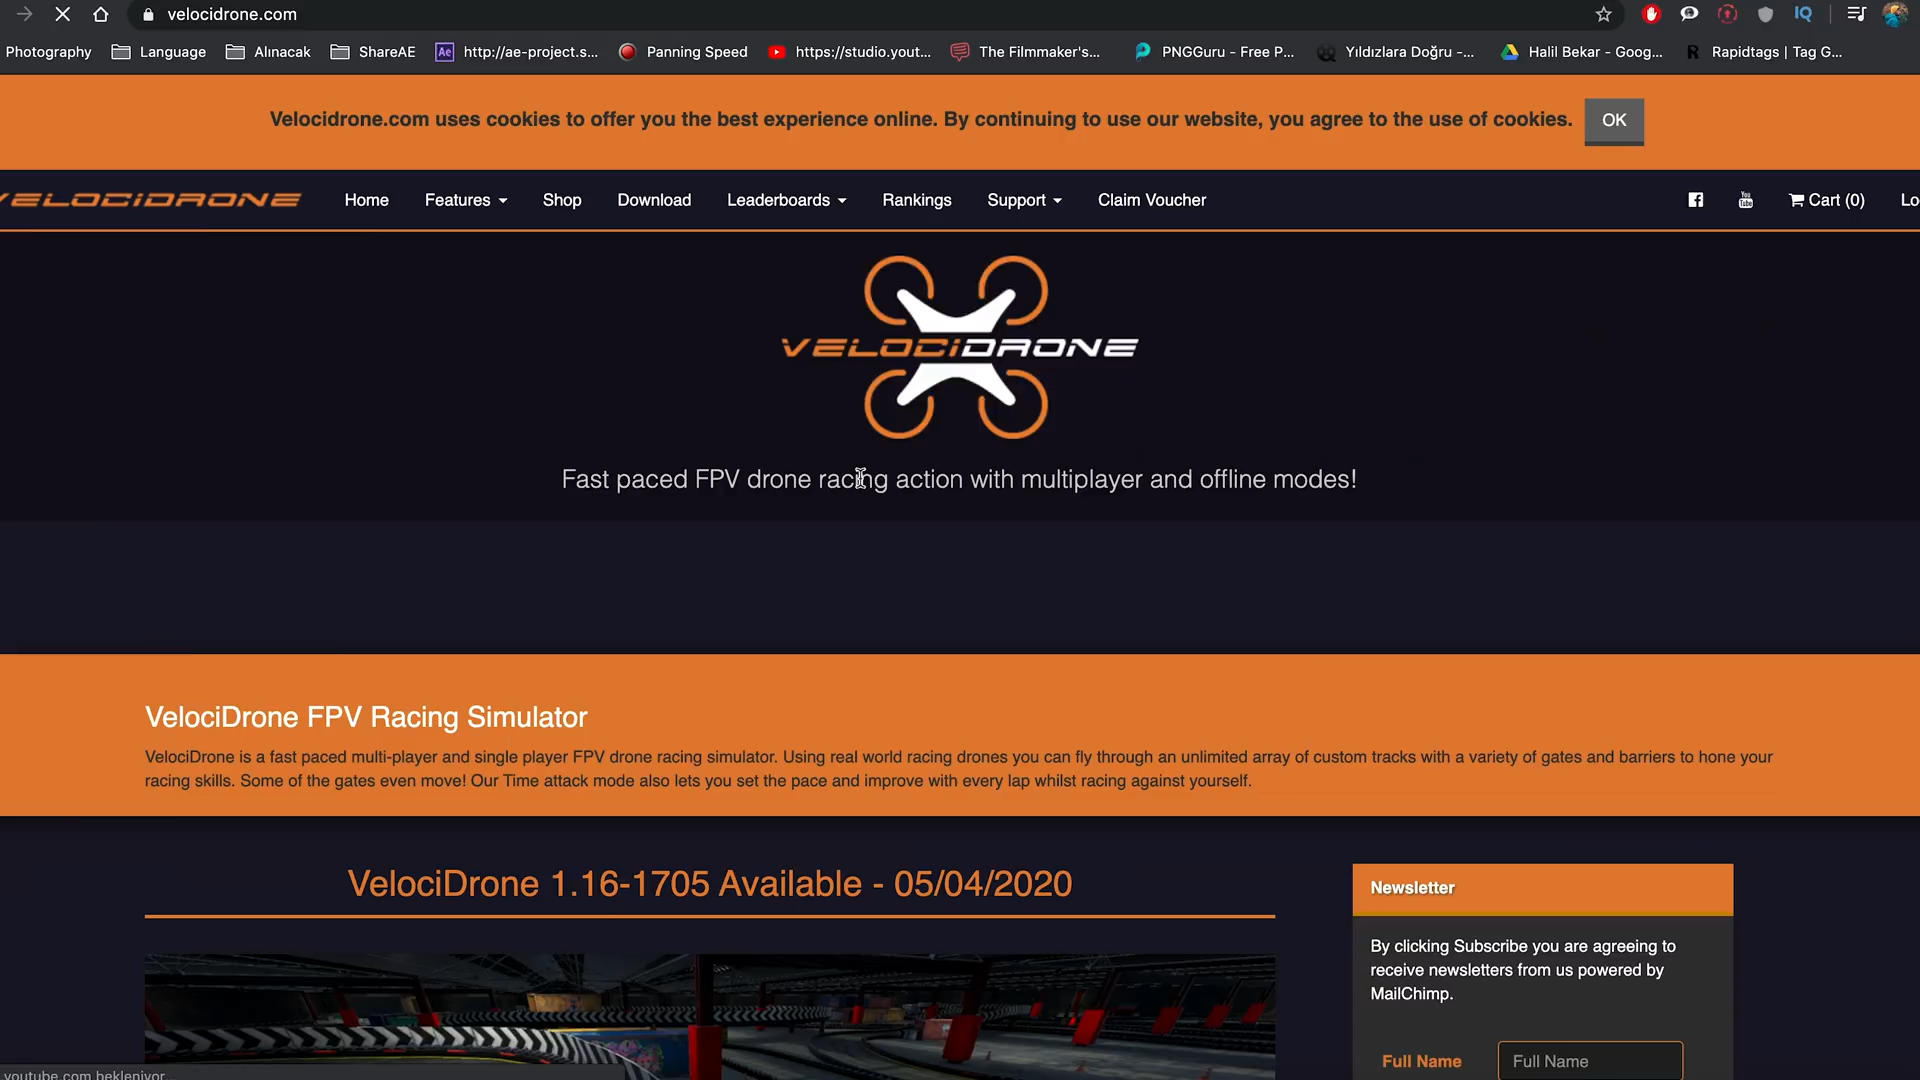 velocidrone.com
IQ
Photography
Language
Alınacak
ShareAE
Ae
http://ae-project.s...
Panning Speed
https://studio.yout...
The Filmmaker's...
PNGGuru - Free P...
Yıldızlara Doğru -...
Halil Bekar - Goog...
R
Rapidtags | Tag G...
Velocidrone.com uses cookies to offer you the best experience online. By continuing to use our website, you agree to the use of cookies.
OK
VELOCIDRONE
Home
Features
Shop
Download
Leaderboards
Rankings
Support
Claim Voucher
You Tube
Cart (0)
Lo
VELOCIDRONE
Fast paced FPV drone racing action with multiplayer and offline modes!
VelociDrone FPV Racing Simulator
VelociDrone is a fast paced multi-player and single player FPV drone racing simulator. Using real world racing drones you can fly through an unlimited array of custom tracks with a variety of gates and barriers to hone your
racing skills. Some of the gates even move! Our Time attack mode also lets you set the pace and improve with every lap whilst racing against yourself.
VelociDrone 1.16-1705 Available - 05/04/2020
Newsletter
By clicking Subscribe you are agreeing to
receive newsletters from us powered by
MailChimp.
Full Name
Full Name
youtube.com bekleniyor...